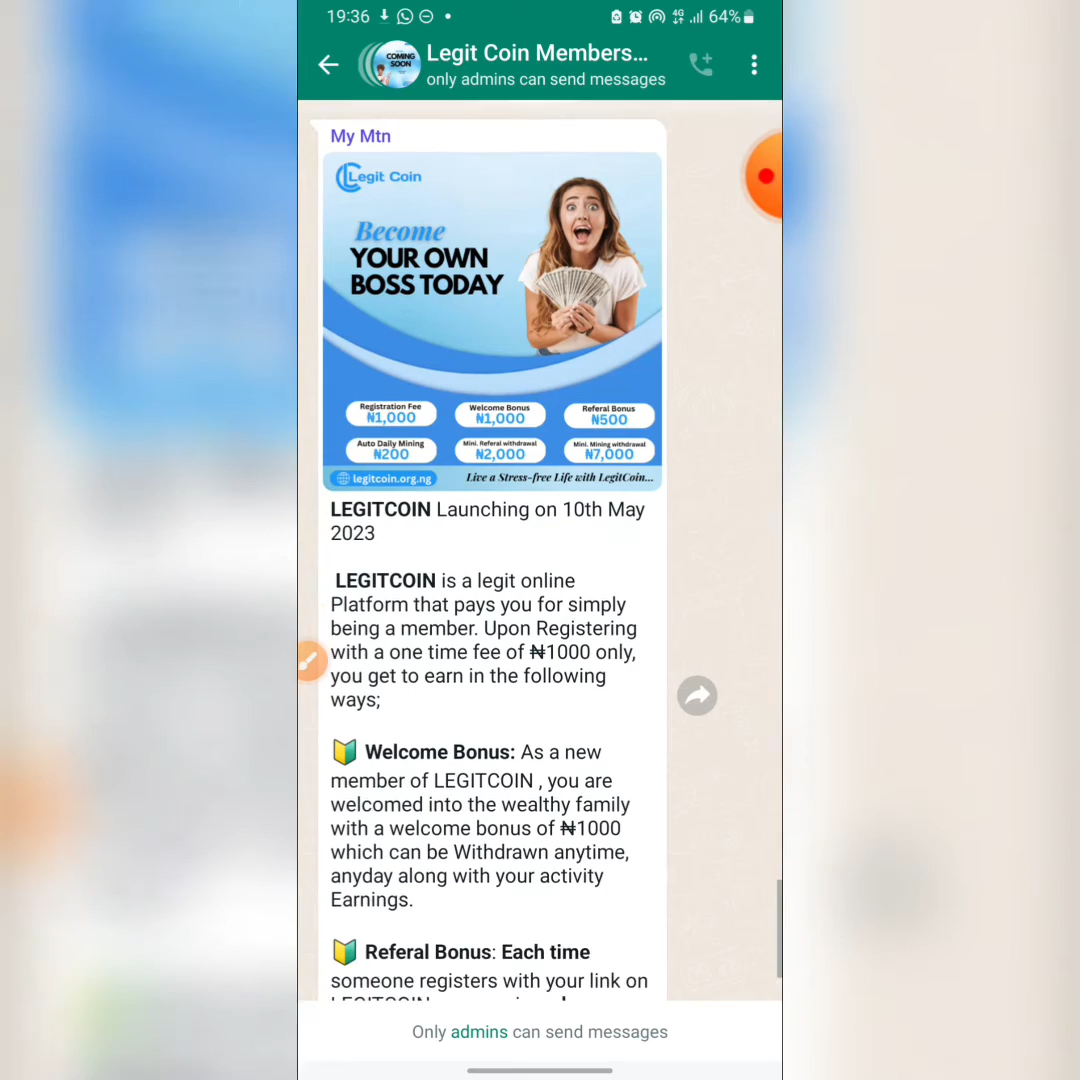 19:36
4G
64%
COMING
SOON
Legit Coin Members...
only admins can send messages
My Mtn
Legit Coin
Become
YOUR OWN
BOSS TODAY
Registration Fee
₦1,000
Welcome Bonus
₦1,000
Referal Bonus
₦500
Auto Daily Mining
₦200
Mini. Referal withdrawal
₦2,000
Mini. Mining withdrawal
₦7,000
legitcoin.org.ng
Live a Stress-free Life with LegitCoin...
LEGITCOIN Launching on 10th May
2023
LEGITCOIN is a legit online
Platform that pays you for simply
being a member. Upon Registering
with a one time fee of ₦1000 only,
you get to earn in the following
ways;
🔰 Welcome Bonus: As a new
member of LEGITCOIN , you are
welcomed into the wealthy family
with a welcome bonus of ₦1000
which can be Withdrawn anytime,
anyday along with your activity
Earnings.
🔰 Referal Bonus: Each time
someone registers with your link on
Only admins can send messages